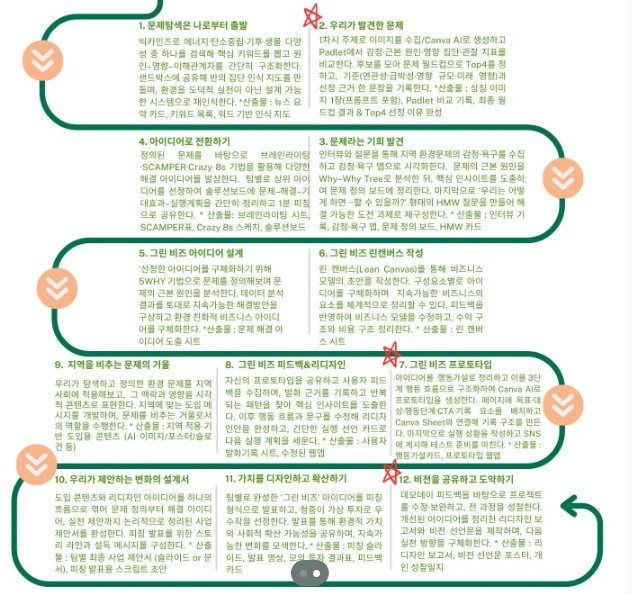 1. 문제탐색은 나로부터 출발
빅카인즈로 에너지·탄소중립·기후·생물 다양
성 중 하나를 검색해 핵심 키워드를 뽑고 원
인-영향-이해관계자를 간단히 구조화한다.
샌드박스에 공유해 반의 집단 인식 지도를 만
들며, 환경을 도덕적 실천이 아닌 설계 가능
한 시스템으로 재인식한다. *산출물 : 뉴스 요
약 카드, 키워드 목록, 워드 기반 인식 지도
2. 우리가 발견한 문제
1차시 주제로 이미지를 수집/Canva AI로 생성하고
Padlet에서 감정·근본 원인·영향 집단·관찰 지표를
비교한다. 후보를 모아 문제 월드컵으로 Top4를 정
하고, 기준(연관성·급박성·영향 규모·미래 영향)과
선정 근거 한 문장을 기록한다. *산출물 : 상징 이미
지 1장(프롬프트 포함), Padlet 비교 기록, 최종 월
드컵 결과 & Top4 선정 이유 완성
4. 아이디어로 전환하기
정의된 문제를 바탕으로 브레인라이팅
·SCAMPER·Crazy 8s 기법을 활용해 다양한
해결 아이디어를 발상한다. 팀별로 상위 아이
디어를 선정하여 솔루션보드에 문제–해결–기
대효과–실행계획을 간단히 정리하고 1분 피칭
으로 공유한다. * 산출물 : 브레인라이팅 시트,
SCAMPER표, Crazy 8s 스케치, 솔루션보드
3. 문제라는 기회 발견
인터뷰와 설문을 통해 지역 환경문제의 감정·욕구를 수집
하고 감정·욕구 맵으로 시각화한다. 문제의 근본 원인을
Why–Why Tree로 분석한 뒤, 핵심 인사이트를 도출하
여 문제 정의 보드에 정리한다. 마지막으로 ‘우리는 어떻
게 하면 ~할 수 있을까?’ 형태의 HMW 질문을 만들어 해
결 가능한 도전 과제로 재구성한다. * 산출물 : 인터뷰 기
록, 감정·욕구 맵, 문제 정의 보드, HMW 카드
5. 그린 비즈 아이디어 설계
'선정한 아이디어를 구체화하기 위해
5WHY 기법으로 문제를 정의해보며 문
제의 근본 원인을 분석한다. 데이터 분석
결과를 토대로 지속가능한 해결방안을
구상하고 환경 친화적 비즈니스 아이디
어를 구체화한다. *산출물 : 문제 해결 아
이디어 도출 시트
6. 그린 비즈 린캔버스 작성
린 캔버스(Lean Canvas)를 통해 비즈니스
모델의 초안을 작성한다. 구성요소별로 아이
디어를 구체화하며 지속가능한 비즈니스의
요소를 체계적으로 정리할 수 있다. 피드백을
반영하여 비즈니스 모델을 수정하고, 수익 구
조와 비용 구조 정리한다. * 산출물 : 린 캔버
스 시트
9. 지역을 비추는 문제의 거울
우리가 탐색하고 정의한 환경 문제를 지역
사회에 적용해보고, 그 맥락과 영향을 시각
적 콘텐츠로 표현한다. 지역에 맞는 도입 메
시지를 개발하며, 문제를 비추는 거울로서
의 역할을 수행한다. * 산출물 : 지역 적용 기
반 도입용 콘텐츠 (AI 이미지/포스터/슬로
건 등)
8. 그린 비즈 피드백&리디자인
자신의 프로토타입을 공유하고 사용자 피드
백을 수집하며, 발화 근거를 기록하고 반복
되는 패턴을 찾아 핵심 인사이트를 도출한
다. 이후 행동 흐름과 문구를 수정해 리디자
인안을 완성하고, 간단한 실행 선언 카드로
다음 실행 계획을 세운다. * 산출물 : 사용자
발화기록 시트, 수정된 웹앱
7. 그린 비즈 프로토타입
아이디어를 행동가설로 정리하고 이를 3단
계 행동 흐름으로 구조화하여 Canva AI로
프로토타입을 생성한다. 페이지에 목표·대
상·행동단계·CTA·기록 요소를 배치하고
Canva Sheet와 연결해 기록 구조를 만든
다. 마지막으로 실행 상황을 작성하고 SNS
에 게시해 테스트 준비를 마친다. * 산출물 :
행동가설카드, 프로토타입 웹앱
10. 우리가 제안하는 변화의 설계서
도입 콘텐츠와 리디자인 아이디어를 하나의
흐름으로 엮어 문제 정의부터 해결 아이디
어, 실천 제안까지 논리적으로 정리된 사업
제안서를 완성한다. 피칭 발표를 위한 스토
리 라인과 설득 메시지를 구성한다. * 산출
물 : 팀별 최종 사업 제안서 (슬라이드 or 문
서), 피칭 발표용 스크립트 초안
11. 가치를 디자인하고 확산하기
팀별로 완성한 ‘그린 비즈’ 아이디어를 피칭
형식으로 발표하고, 청중이 가상 투자로 우
수작을 선정한다. 발표를 통해 환경적 가치
와 사회적 확산 가능성을 공유하며, 지속가
능한 변화를 모색한다. * 산출물 : 피칭 슬라
이드, 발표 영상, 모의 투자 결과표, 피드백
카드
12. 비전을 공유하고 도약하기
데모데이 피드백을 바탕으로 프로젝트
를 수정·보완하고, 전 과정을 성찰한다.
개선된 아이디어를 정리한 리디자인 보
고서와 비전 선언문을 제작하며, 다음
실천 방향을 구체화한다. * 산출물 : 리
디자인 보고서, 비전 선언문 포스터, 개
인 성찰일지